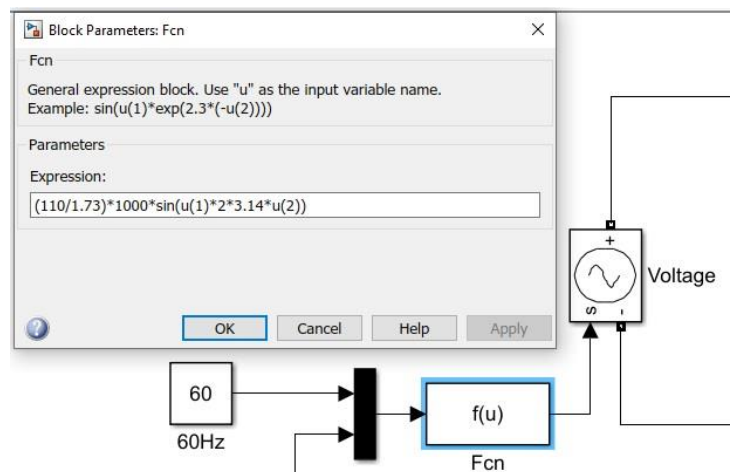 Block Parameters: Fcn
Fcn
General expression block. Use "u" as the input variable name.
Example: sin(u(1)*exp(2.3*(-u(2))))
Parameters
Expression:
(110/1.73)*1000*sin(u(1)*2*3.14*u(2))
OK
Cancel
Help
Apply
+
s
-
Voltage
60
60Hz
f(u)
Fcn